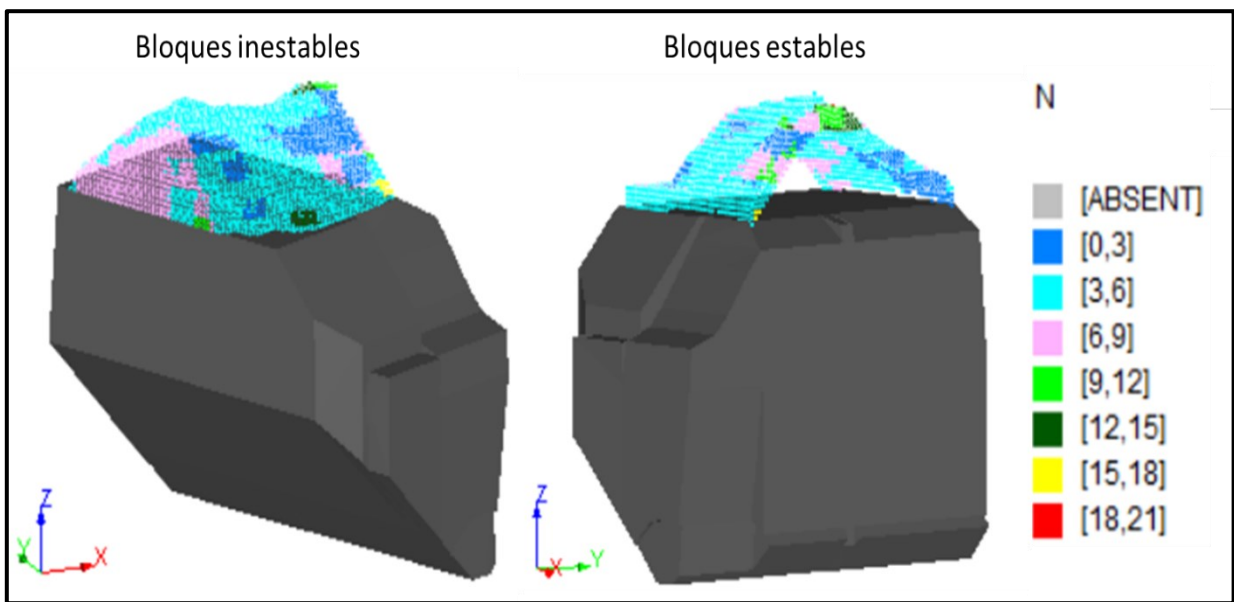 Bloques inestables
Bloques estables
N
[ABSENT]
[0,3]
[3,6]
[6,9]
[9,12]
[12,15]
[15,18]
[18,21]
Z
Y
X
Z
X
Y